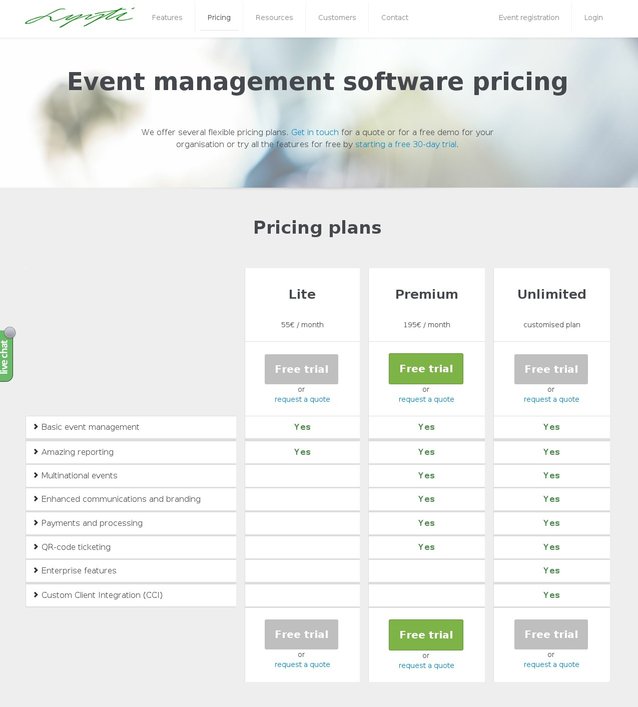 Lyyti
Features
Pricing
Resources
Customers
Contact
Event registration
Login
Event management software pricing
We offer several flexible pricing plans. Get in touch for a quote or for a free demo for your
organisation or try all the features for free by starting a free 30-day trial.
Pricing plans
Lite
Premium
Unlimited
55€ / month
195€ / month
customised plan
Free trial
Free trial
Free trial
or
or
or
request a quote
request a quote
request a quote
live chat
Basic event management
Yes
Yes
Yes
Amazing reporting
Yes
Yes
Yes
Multinational events
Yes
Yes
Enhanced communications and branding
Yes
Yes
Payments and processing
Yes
Yes
QR-code ticketing
Yes
Yes
Enterprise features
Yes
Custom Client Integration (CCI)
Yes
Free trial
Free trial
Free trial
or
or
or
request a quote
request a quote
request a quote